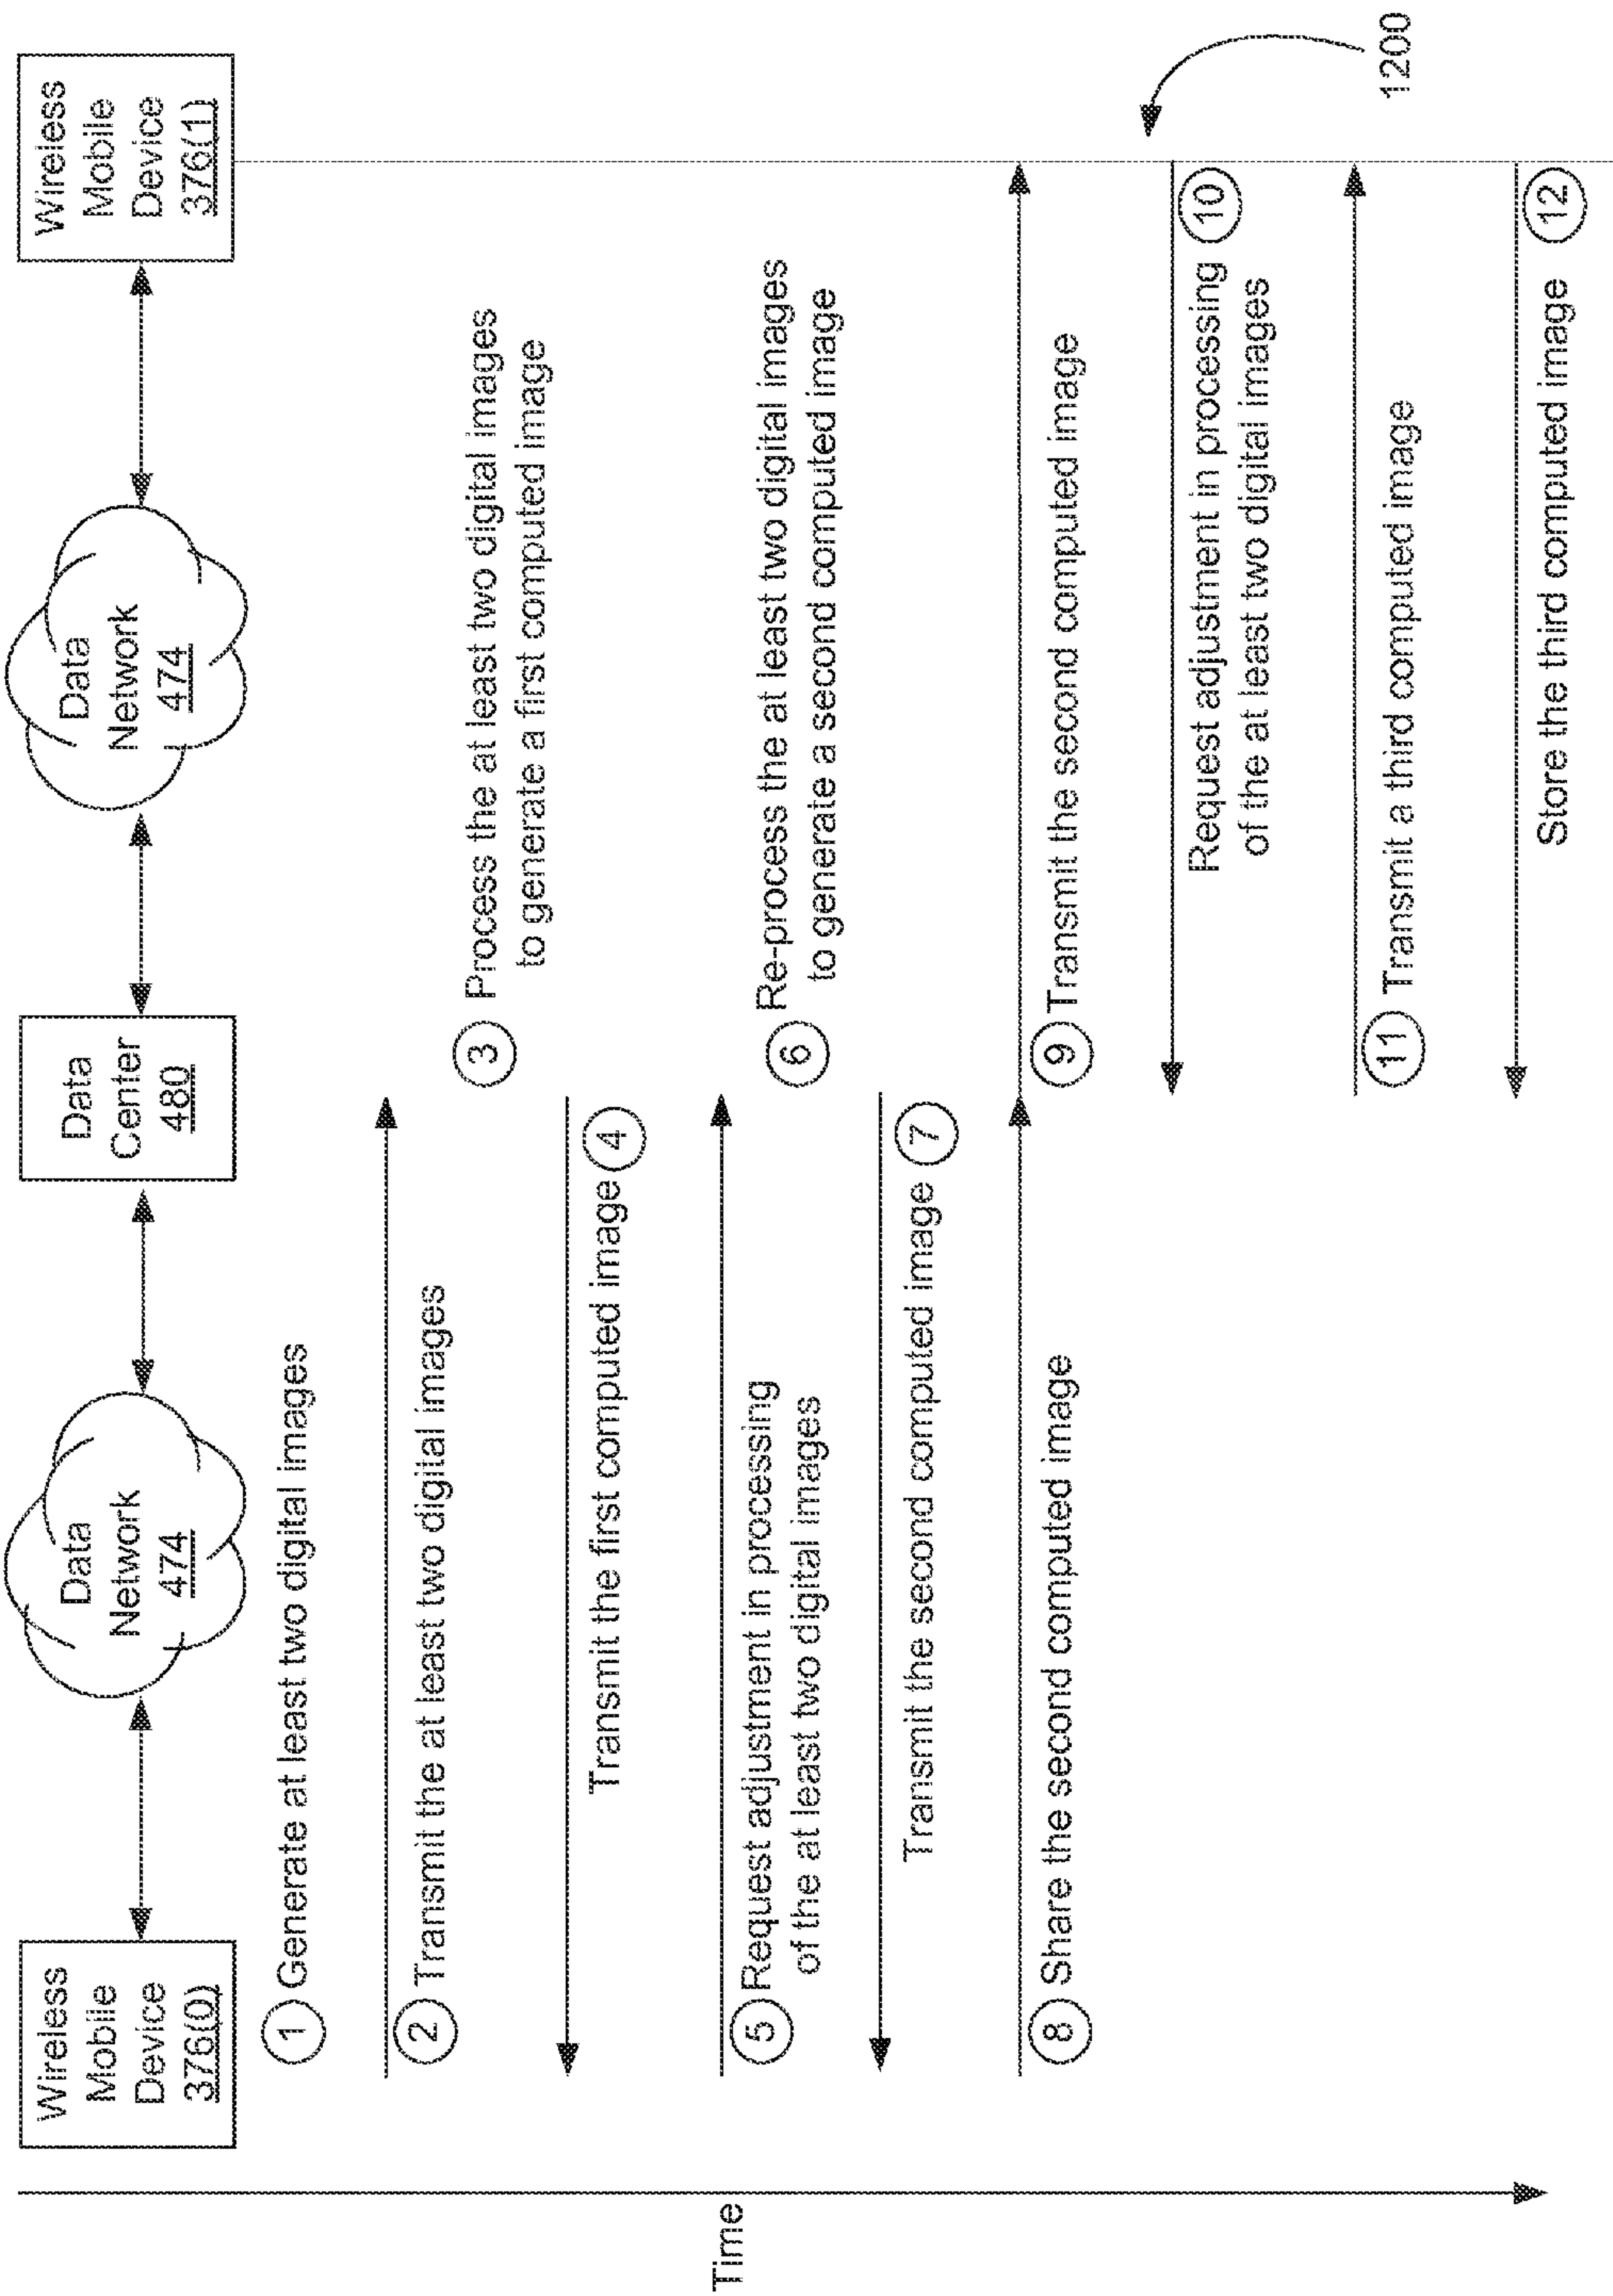 Wireless
Mobile
Device
376(0)
Data
Network
474
Data
Center
480
Data
Network
474
Wireless
Mobile
Device
376(1)
Time
1 Generate at least two digital images
2 Transmit the at least two digital images
3 Process the at least two digital images
to generate a first computed image
Transmit the first computed image 4
5 Request adjustment in processing
of the at least two digital images
6 Re-process the at least two digital images
to generate a second computed image
Transmit the second computed image 7
8 Share the second computed image
9 Transmit the second computed image
Request adjustment in processing 10
of the at least two digital images
11 Transmit a third computed image
Store the third computed image 12
1200